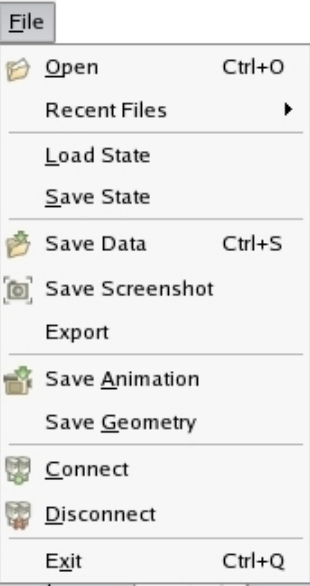 File
Open Ctrl+O
Recent Files
Load State
Save State
Save Data Ctrl+S
Save Screenshot
Export
Save Animation
Save Geometry
Connect
Disconnect
Exit Ctrl+Q